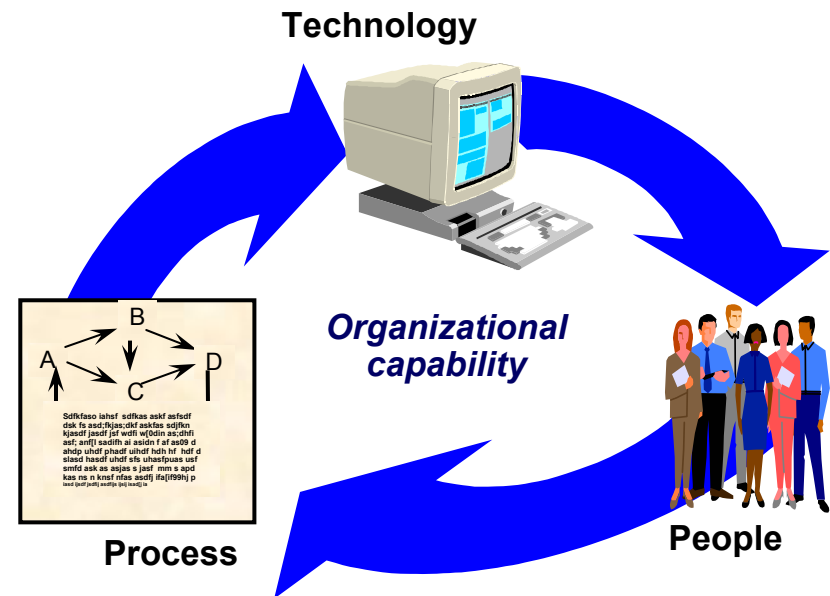 Technology
Organizational
capability
B
A
D
C
Sdfkfaso iahsf sdfkas askf asfsdf
dsk fs asd;fkjas;dkf askfas sdjfkn
kjasdf jasdf jsf wdfi w[0din as;dhfi
asf; anf[l sadifh ai asidn f af as09 d
ahdp uhdf phadf uihdf hdh hf hdf d
slasd hasdf uhdf sfs uhasfpuas usf
smfd ask as asjas s jasf mm s apd
kas ns n knsf nfas asdfj ifa[if99hj p
Process
People